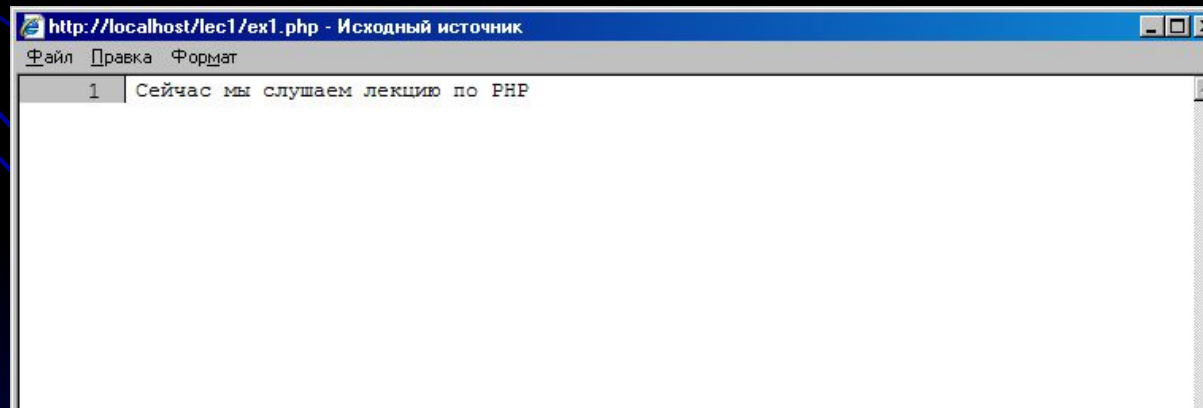 http://localhost/lec1/ex1.php - Исходный источник
Файл Правка Формат
1 Сейчас мы слушаем лекцию по PHP